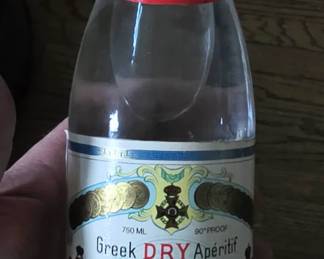 750 ML 90° PROOF
Greek DRY Apéritif